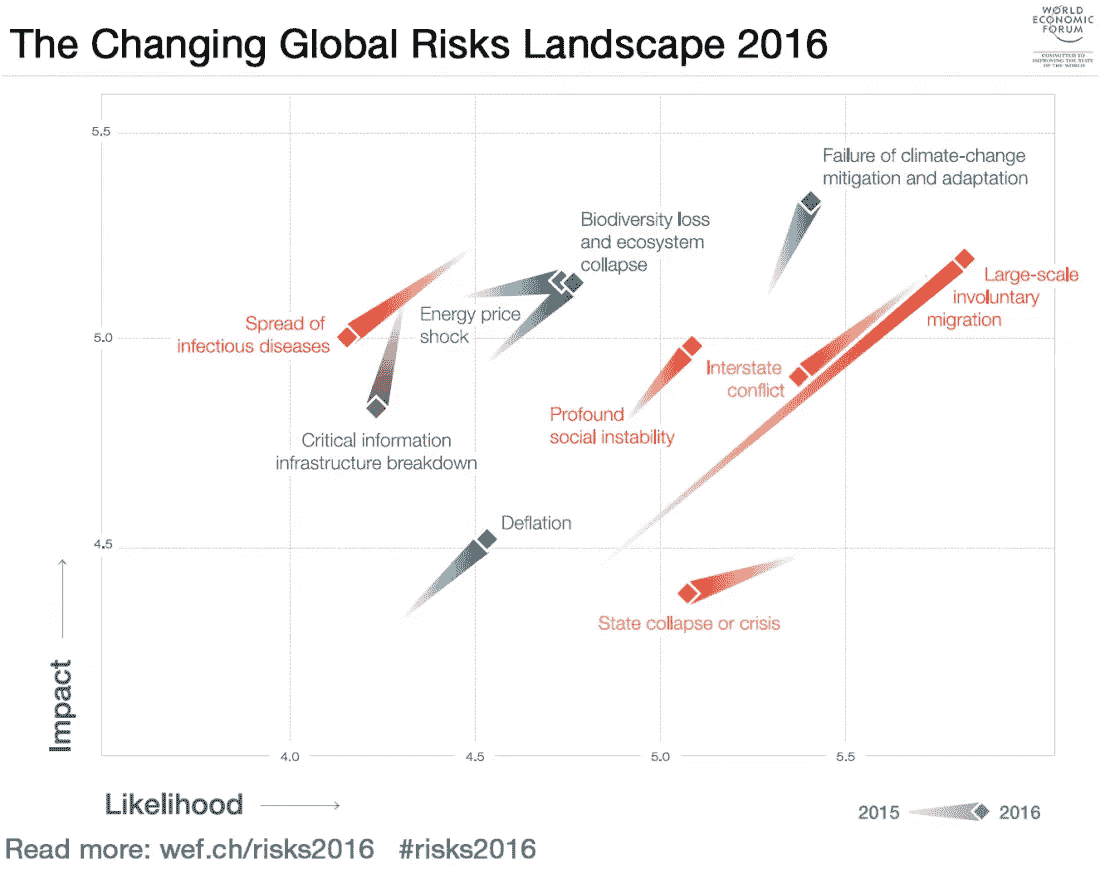 WORLD
ECONOMIC
FORUM
COMMITTED TO
IMPROVING THE STATE
OF THE WORLD
The Changing Global Risks Landscape 2016
5.5
Failure of climate-change
mitigation and adaptation
Biodiversity loss
and ecosystem
collapse
Large-scale
involuntary
migration
Energy price
shock
Spread of
infectious diseases
5.0
Interstate
conflict
Profound
social instability
Critical information
infrastructure breakdown
Deflation
4.5
State collapse or crisis
Impact
4.0
4.5
5.0
5.5
Likelihood
2015
2016
Read more: wef.ch/risks2016 #risks2016